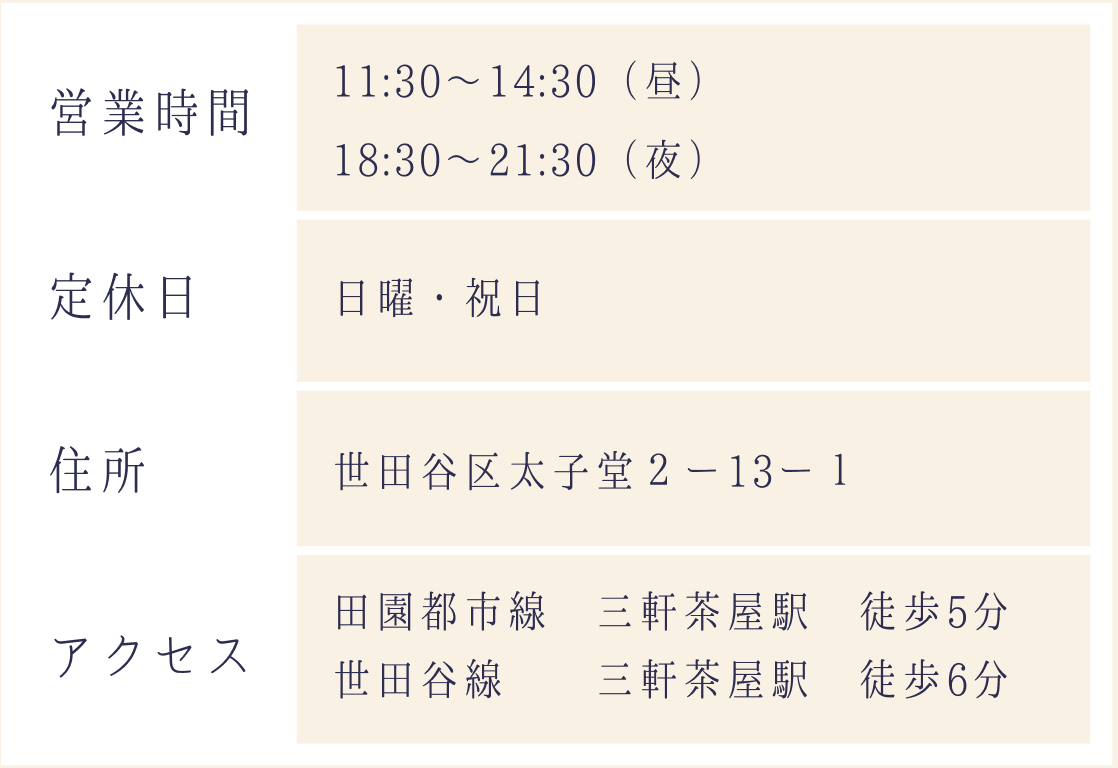 営業時間
11:30～14:30（昼）
18:30～21:30（夜）
定休日
日曜・祝日
住所
世田谷区太子堂２－13－１
アクセス
田園都市線　三軒茶屋駅　徒歩5分
世田谷線　　三軒茶屋駅　徒歩6分